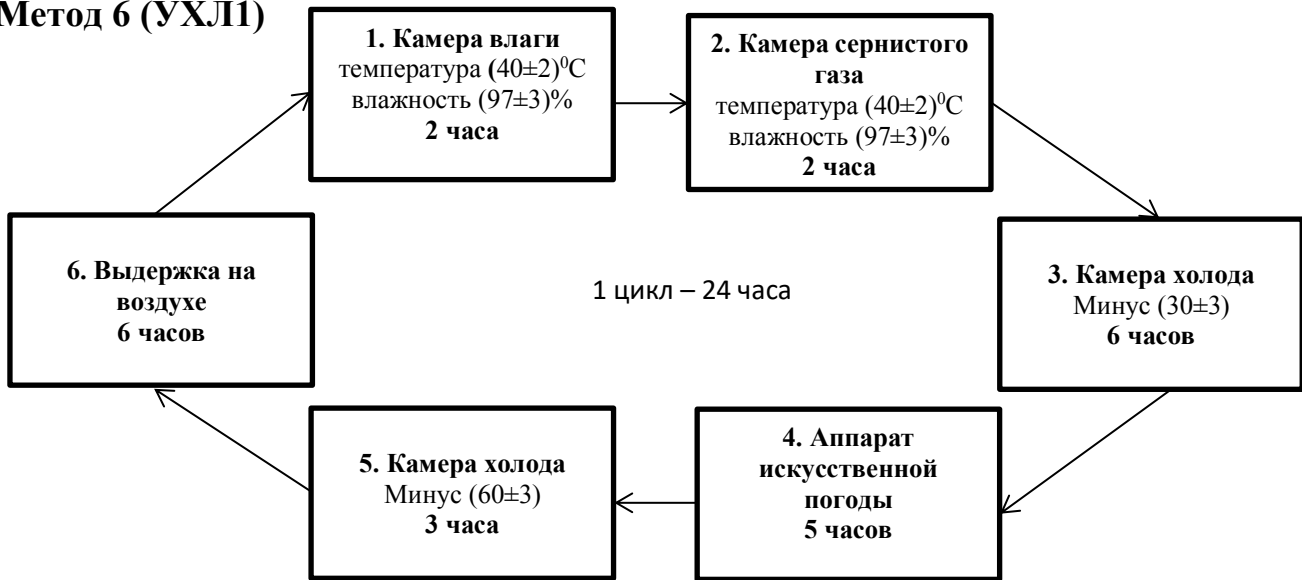 Метод 6 (УХЛ1)
1. Камера влаги
температура (40±2)⁰С
влажность (97±3)%
2 часа
2. Камера сернистого
газа
температура (40±2)⁰С
влажность (97±3)%
2 часа
3. Камера холода
Минус (30±3)
6 часов
4. Аппарат
искусственной
погоды
5 часов
5. Камера холода
Минус (60±3)
3 часа
6. Выдержка на
воздухе
6 часов
1 цикл – 24 часа